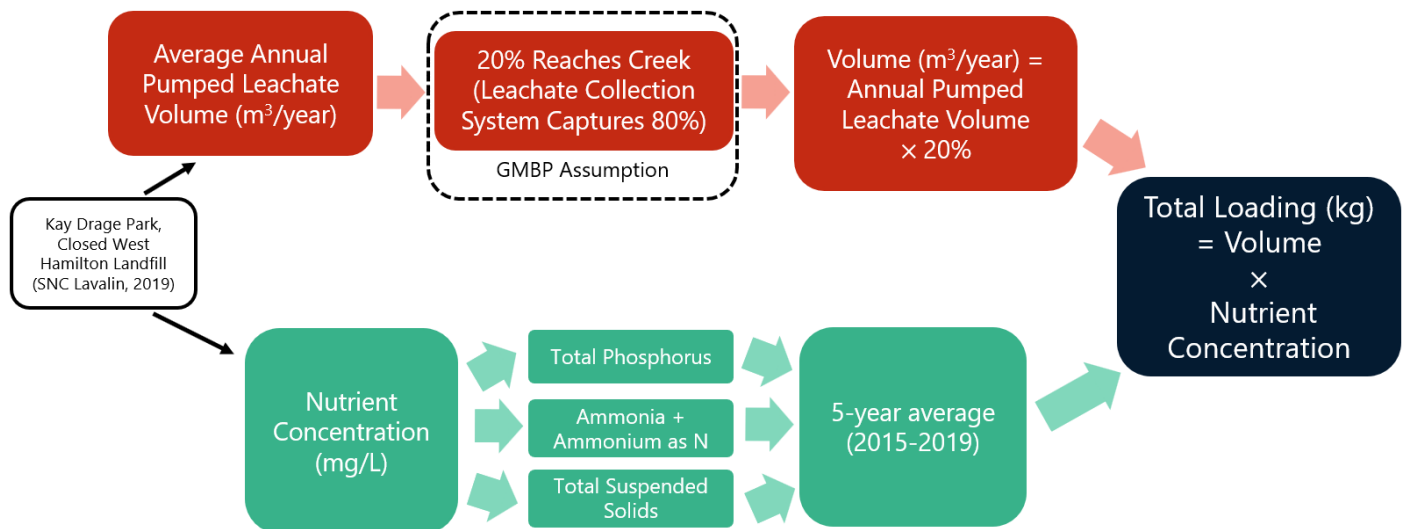 Average Annual
Pumped Leachate
Volume (m³/year)
20% Reaches Creek
(Leachate Collection
System Captures 80%)
GMBP Assumption
Volume (m³/year) =
Annual Pumped
Leachate Volume
× 20%
Kay Drage Park,
Closed West
Hamilton Landfill
(SNC Lavalin, 2019)
Total Loading (kg)
= Volume
×
Nutrient
Concentration
Nutrient
Concentration
(mg/L)
Total Phosphorus
Ammonia +
Ammonium as N
Total Suspended
Solids
5-year average
(2015-2019)